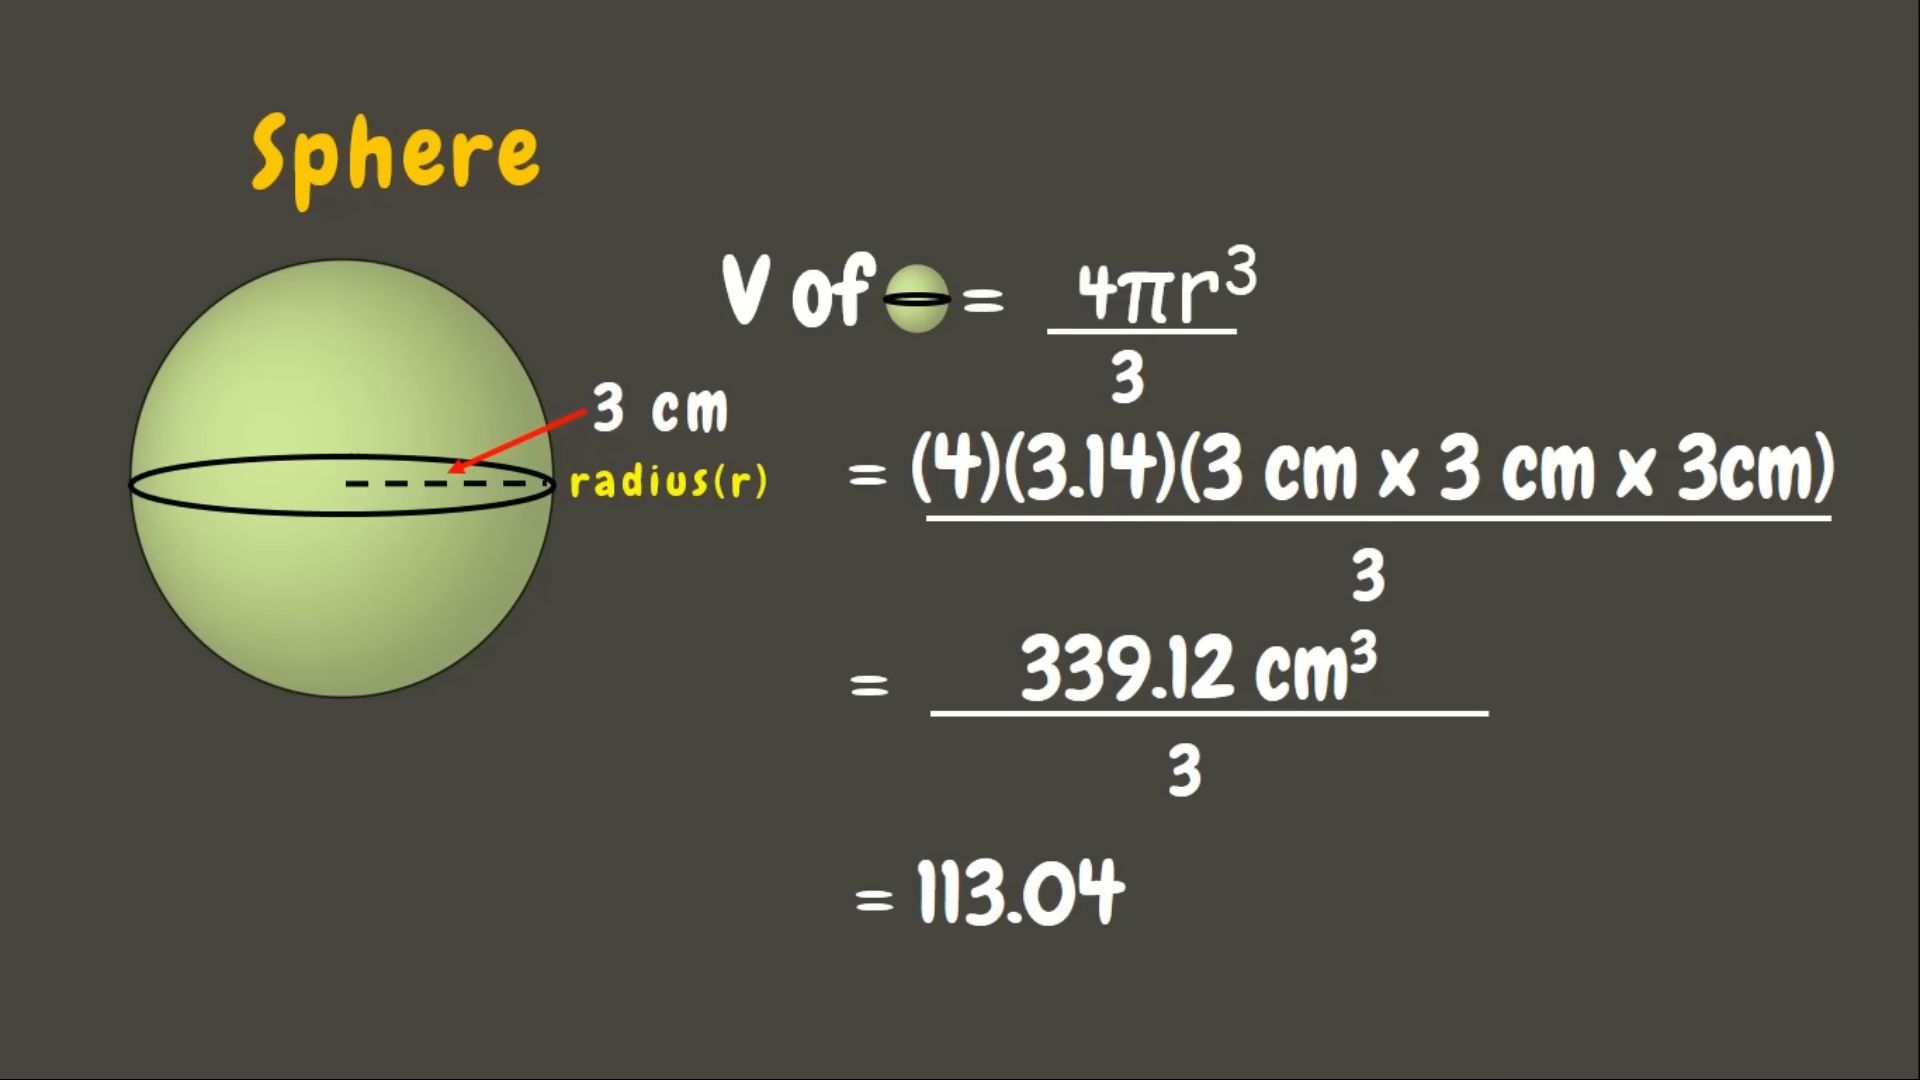 Sphere
V of = 4πr³
3
3 cm
radius(r)
= (4)(3.14)(3 cm x 3 cm x 3cm)
3
= 339.12 cm³
3
= 113.04